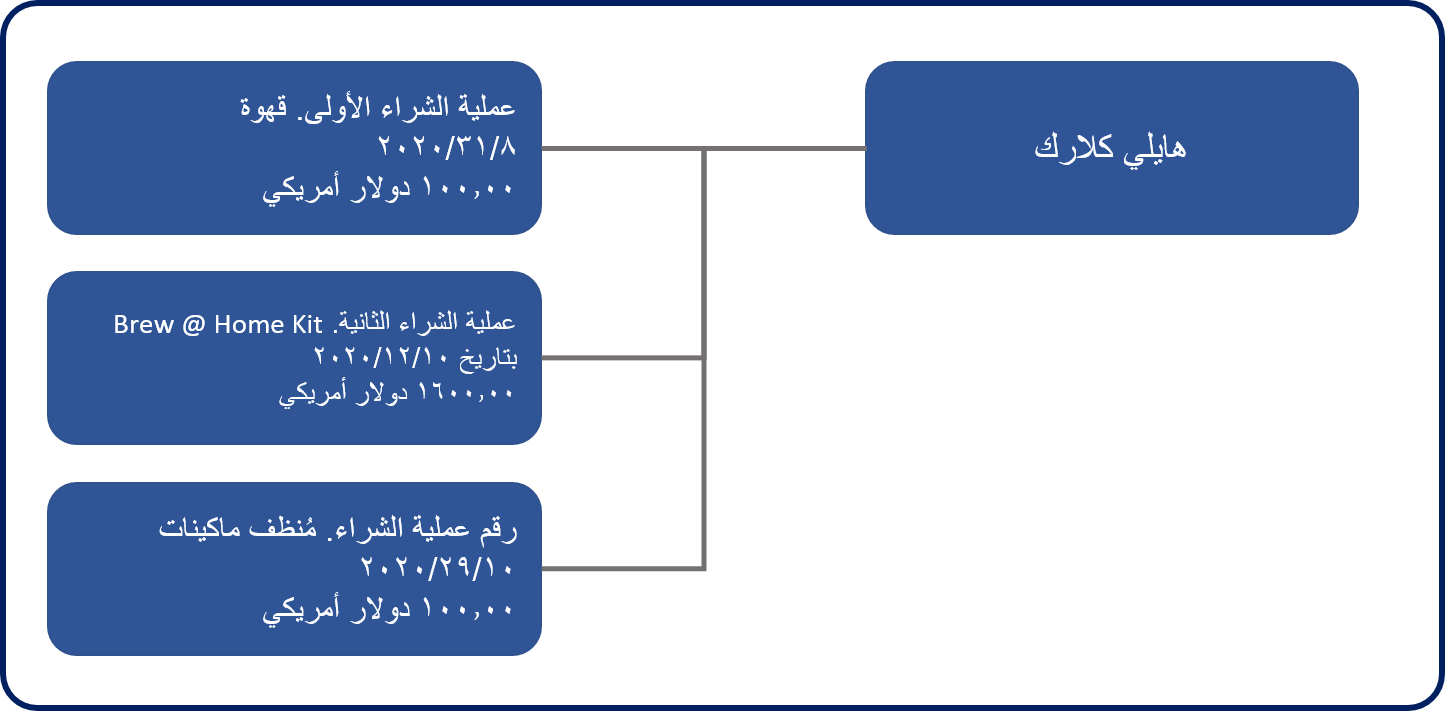 هايلي كلارك
عملية الشراء الأولى. قهوة
٢٠٢٠/٣١/٨
١٠٠,٠٠ دولار أمريكي
عملية الشراء الثانية. Brew @ Home Kit
بتاريخ ٢٠٢٠/١٢/١٠
١٦٠٠,٠٠ دولار أمريكي
رقم عملية الشراء. مُنظف ماكينات
٢٠٢٠/٢٩/١٠
١٠٠,٠٠ دولار أمريكي